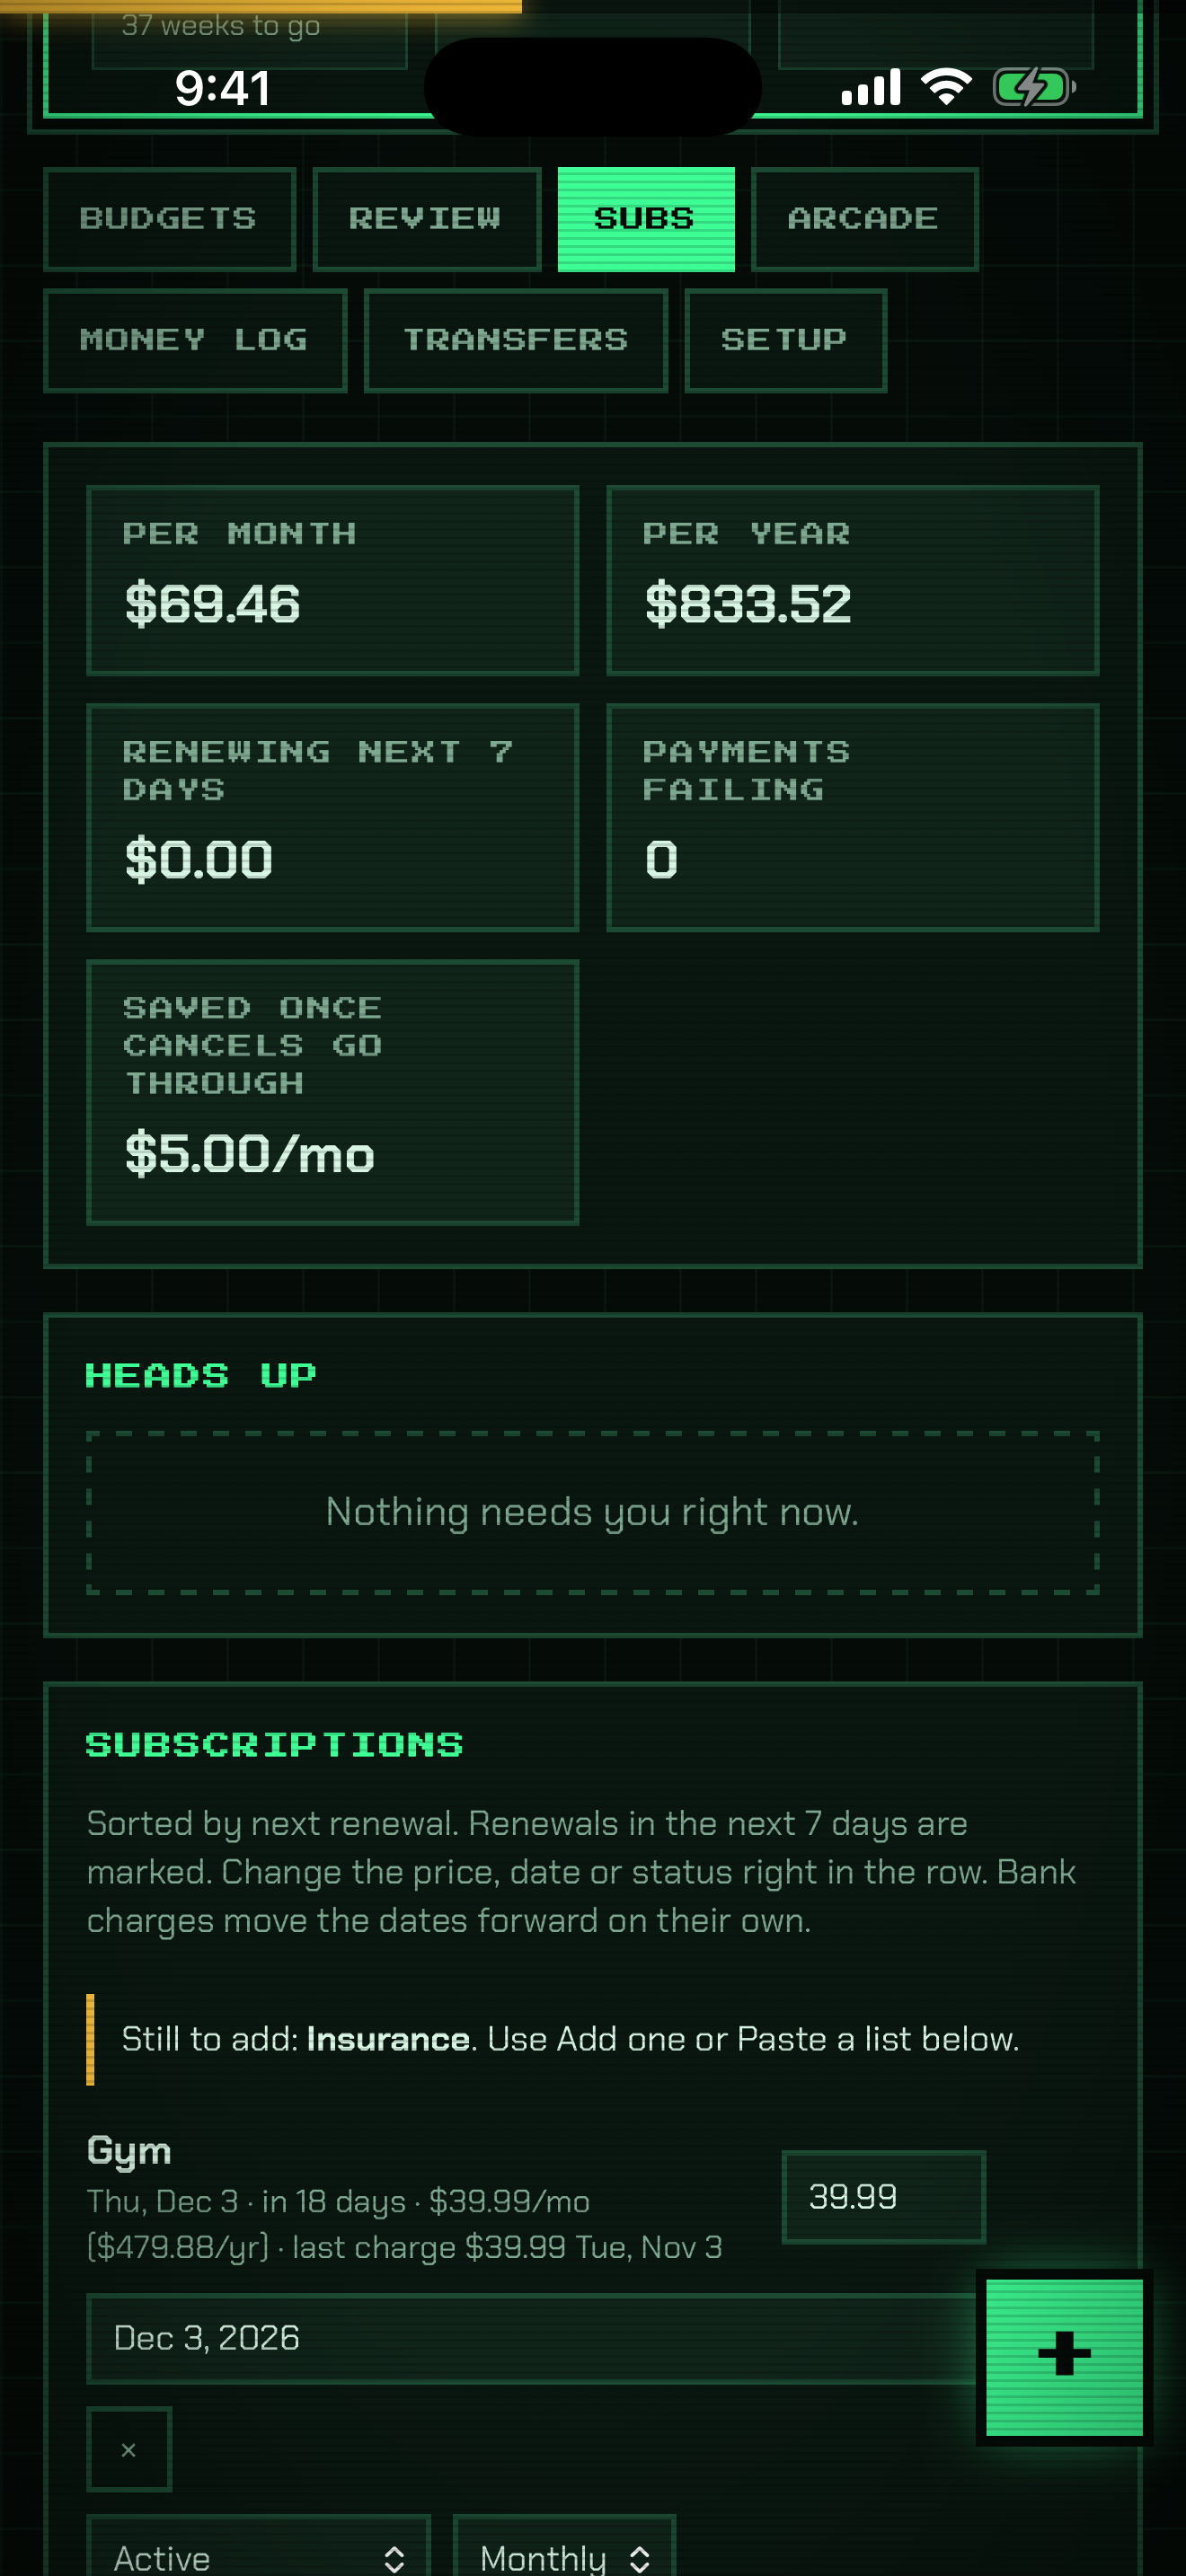 37 weeks to go
9:41
BUDGETS
REVIEW
SUBS
ARCADE
MONEY LOG
TRANSFERS
SETUP
PER MONTH
$69.46
PER YEAR
$833.52
RENEWING NEXT 7
DAYS
$0.00
PAYMENTS
FAILING
0
SAVED ONCE
CANCELS GO
THROUGH
$5.00/mo
HEADS UP
Nothing needs you right now.
SUBSCRIPTIONS
Sorted by next renewal. Renewals in the next 7 days are
marked. Change the price, date or status right in the row. Bank
charges move the dates forward on their own.
Still to add: Insurance. Use Add one or Paste a list below.
Gym
Thu, Dec 3 · in 18 days · $39.99/mo
($479.88/yr) · last charge $39.99 Tue, Nov 3
39.99
Dec 3, 2026
+
×
Active
Monthly